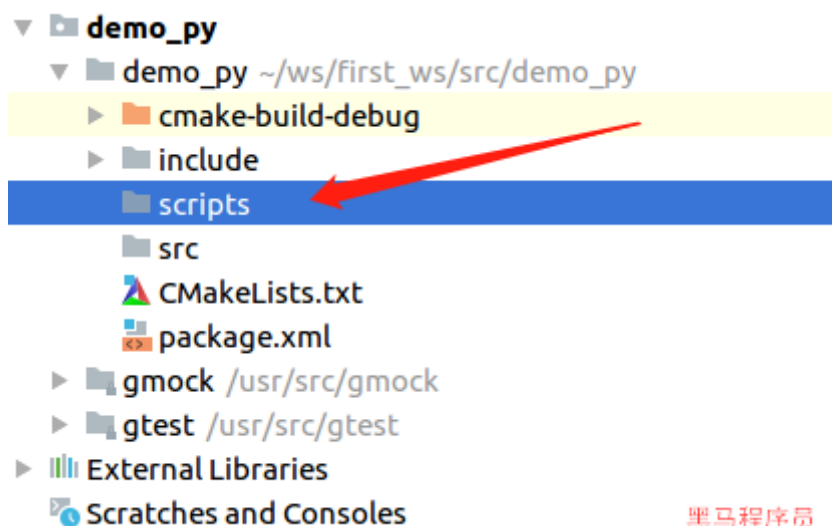 demo_py
demo_py ~/ws/first_ws/src/demo_py
cmake-build-debug
include
scripts
src
CMakeLists.txt
package.xml
gmock /usr/src/gmock
gtest /usr/src/gtest
External Libraries
Scratches and Consoles
黑马程序员